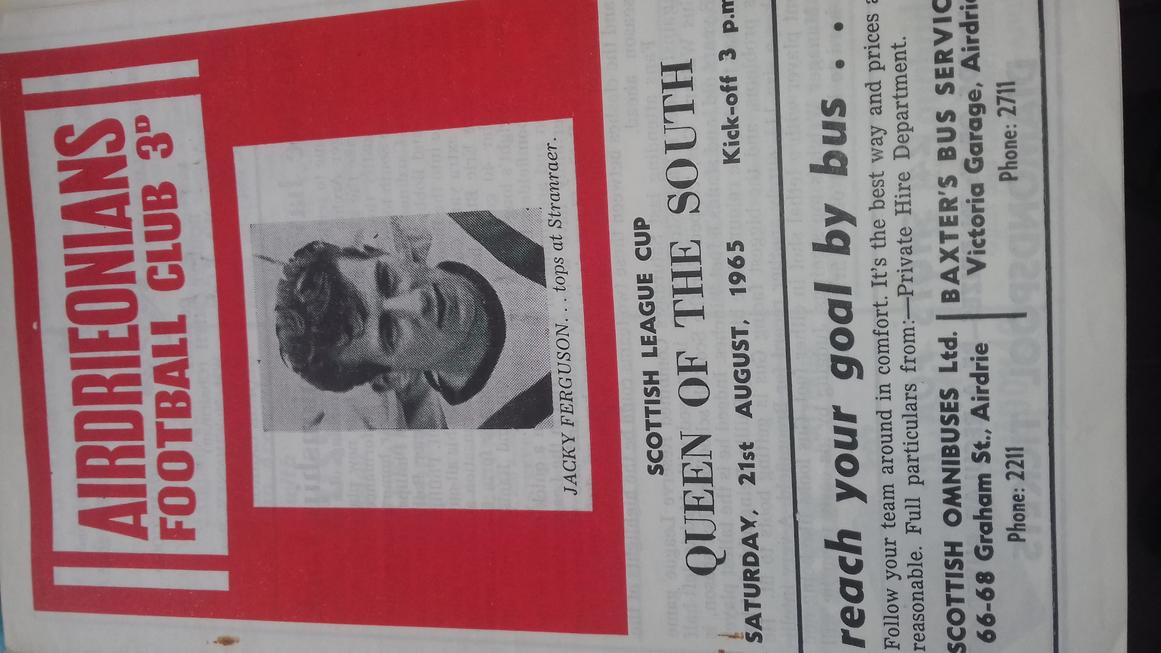 AIRDRIEONIANS
FOOTBALL CLUB 3ᴰ
JACKY FERGUSON . . . tops at Stranraer.
SCOTTISH LEAGUE CUP
QUEEN OF THE SOUTH
SATURDAY, 21st AUGUST, 1965 Kick-off 3 p.m
reach your goal by bus . . .
Follow your team around in comfort. It's the best way and prices
reasonable. Full particulars from:—Private Hire Department.
SCOTTISH OMNIBUSES Ltd.
66-68 Graham St., Airdrie
Phone: 2211
BAXTER'S BUS SERVIC
Victoria Garage, Airdrie
Phone: 2711